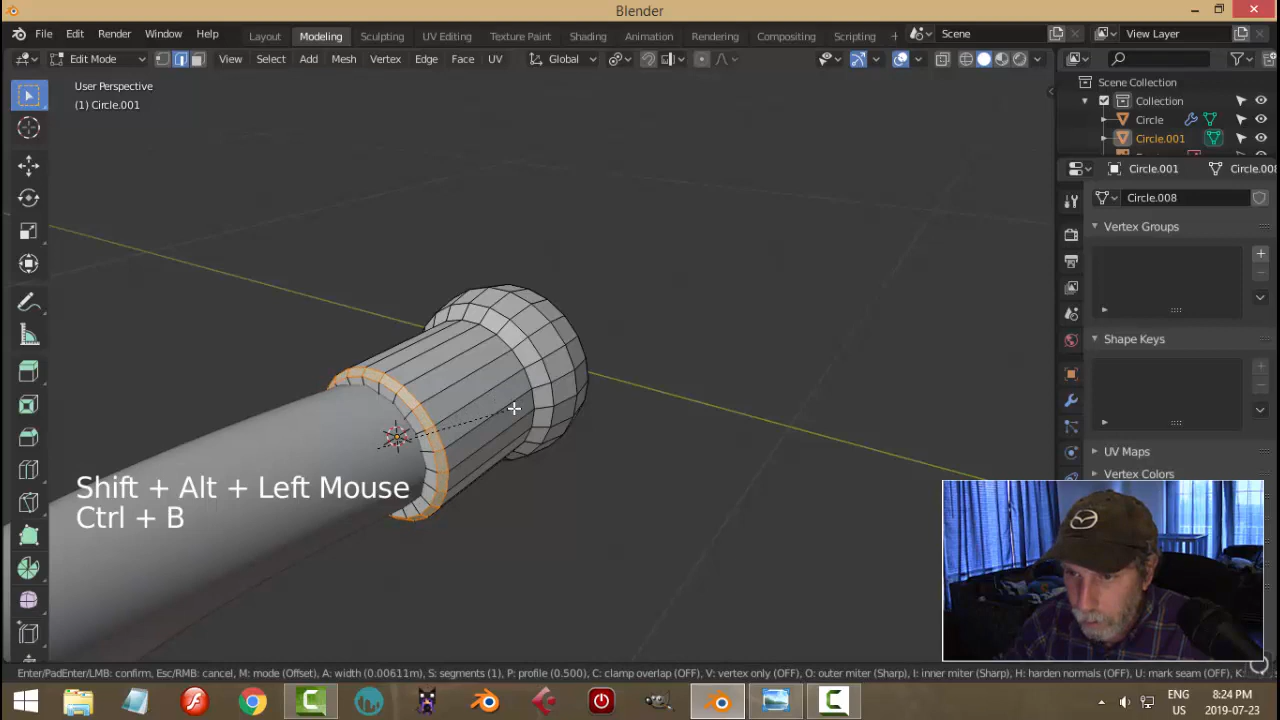 Blender
File Edit Render Window Help
Layout Modeling Sculpting UV Editing Texture Paint Shading Animation Rendering Compositing Scripting
Scene
View Layer
Edit Mode
View Select Add Mesh Vertex Edge Face UV
Global
User Perspective
(1) Circle.001
Scene Collection
Collection
Circle
Circle.001
Circle.001
Circle.008
Vertex Groups
Shape Keys
UV Maps
Vertex Colors
Shift + Alt + Left Mouse
Ctrl + B
Enter/PadEnter/LMB: confirm, Esc/RMB: cancel, M: mode (Offset), A: width (0.00611m), S: segments (1), P: profile (0.500), C: clamp overlap (OFF), V: vertex only (OFF), O: outer miter (Sharp), I: inner miter (Sharp), H: harden normals (OFF), U: mark seam (OFF)
ENG
US
8:24 PM
2019-07-23